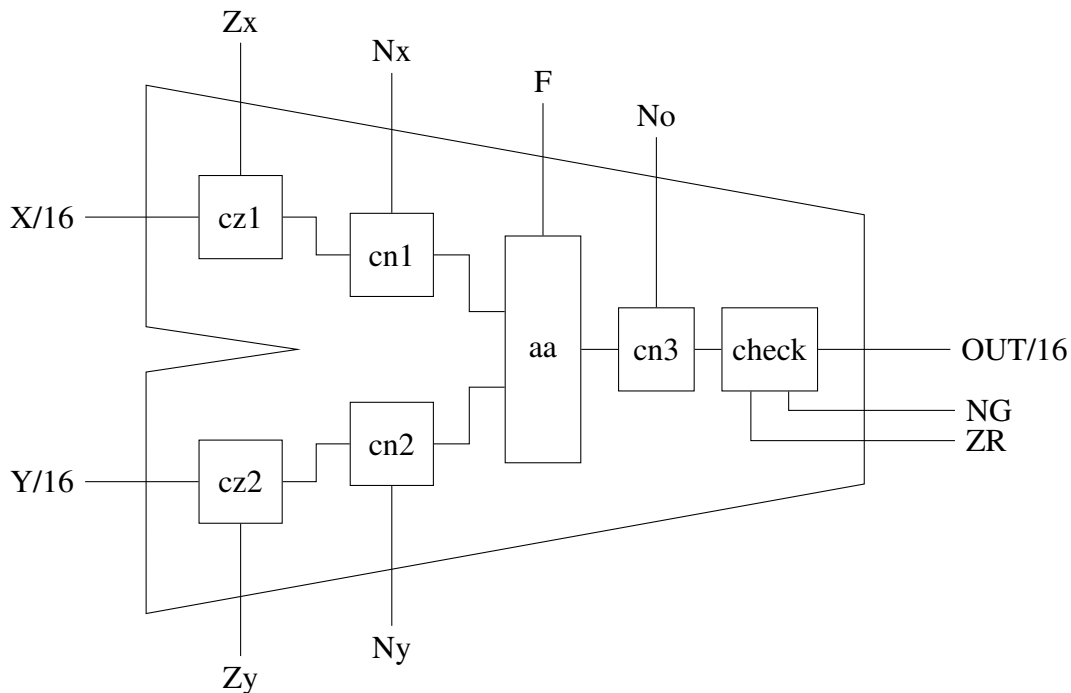 Zx
Nx
F
No
X/16
cz1
cn1
aa
cn3
check
OUT/16
NG
ZR
cn2
Y/16
cz2
Ny
Zy